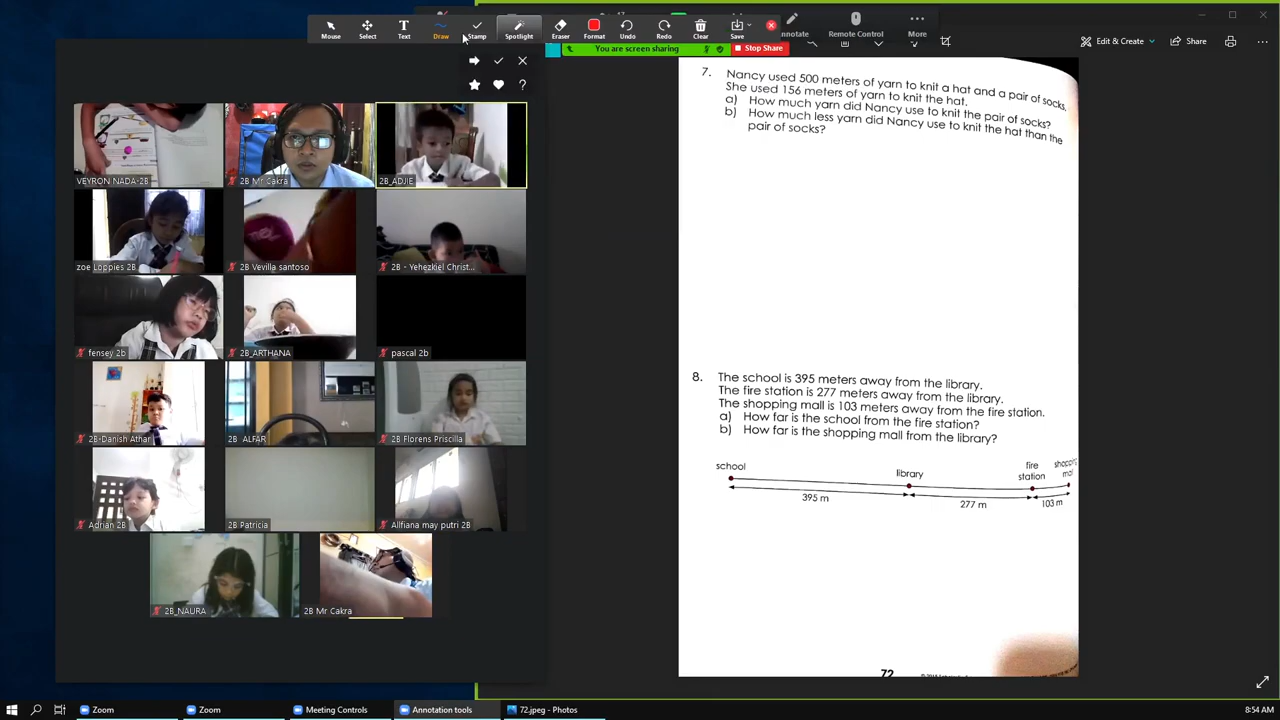 Mouse
Select
Text
Draw
Stamp
Spotlight
Eraser
Format
Undo
Redo
Clear
Save
Annotate
Remote Control
More
You are screen sharing
Stop Share
Edit & Create
Share
VEYRON NADA-2B
2B Mr Cakra
2B_ADJIE
zoe Loppies 2B
2B Vevilla santoso
2B - Yehezkiel Christ...
fensey 2b
2B_ARTHANA
pascal 2b
2B-Danish Athar
2B ALFAR
2B Florens Priscilla
Adrian 2B
2B Patricia
Allfiana may putri 2B
2B_NAURA
2B Mr Cakra
7. Nancy used 500 meters of yarn to knit a hat and a pair of socks.
She used 156 meters of yarn to knit the hat.
a) How much yarn did Nancy use to knit the pair of socks?
b) How much less yarn did Nancy use to knit the hat than the
pair of socks?
8. The school is 395 meters away from the library.
The fire station is 277 meters away from the library.
The shopping mall is 103 meters away from the fire station.
a) How far is the school from the fire station?
b) How far is the shopping mall from the library?
school
library
fire
station
shopping
mall
395 m
277 m
103 m
72
Zoom
Zoom
Meeting Controls
Annotation tools
72.jpeg - Photos
8:54 AM